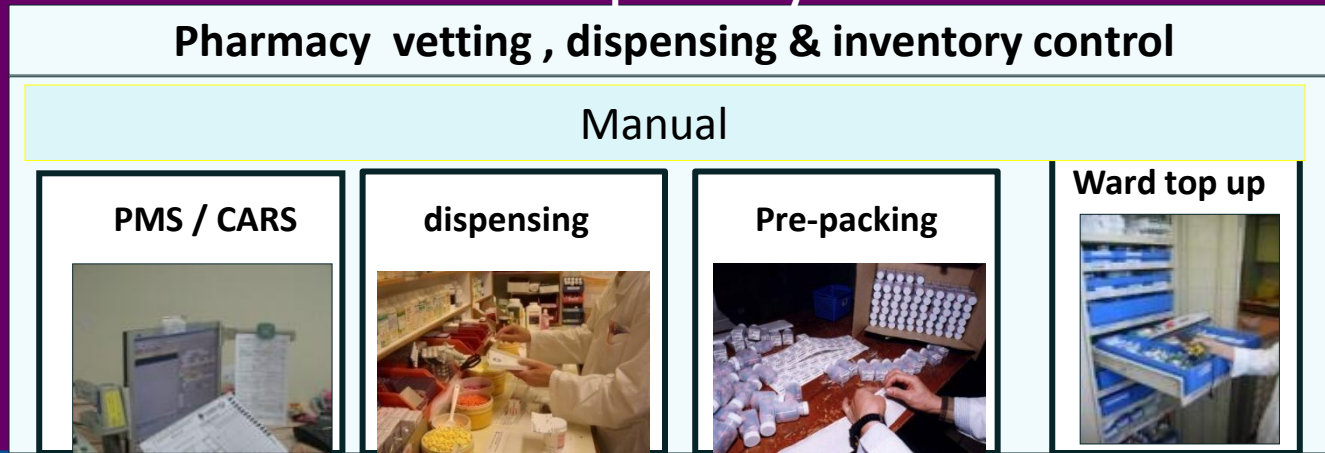 Pharmacy vetting , dispensing & inventory control
Manual
PMS / CARS
dispensing
Pre-packing
Ward top up